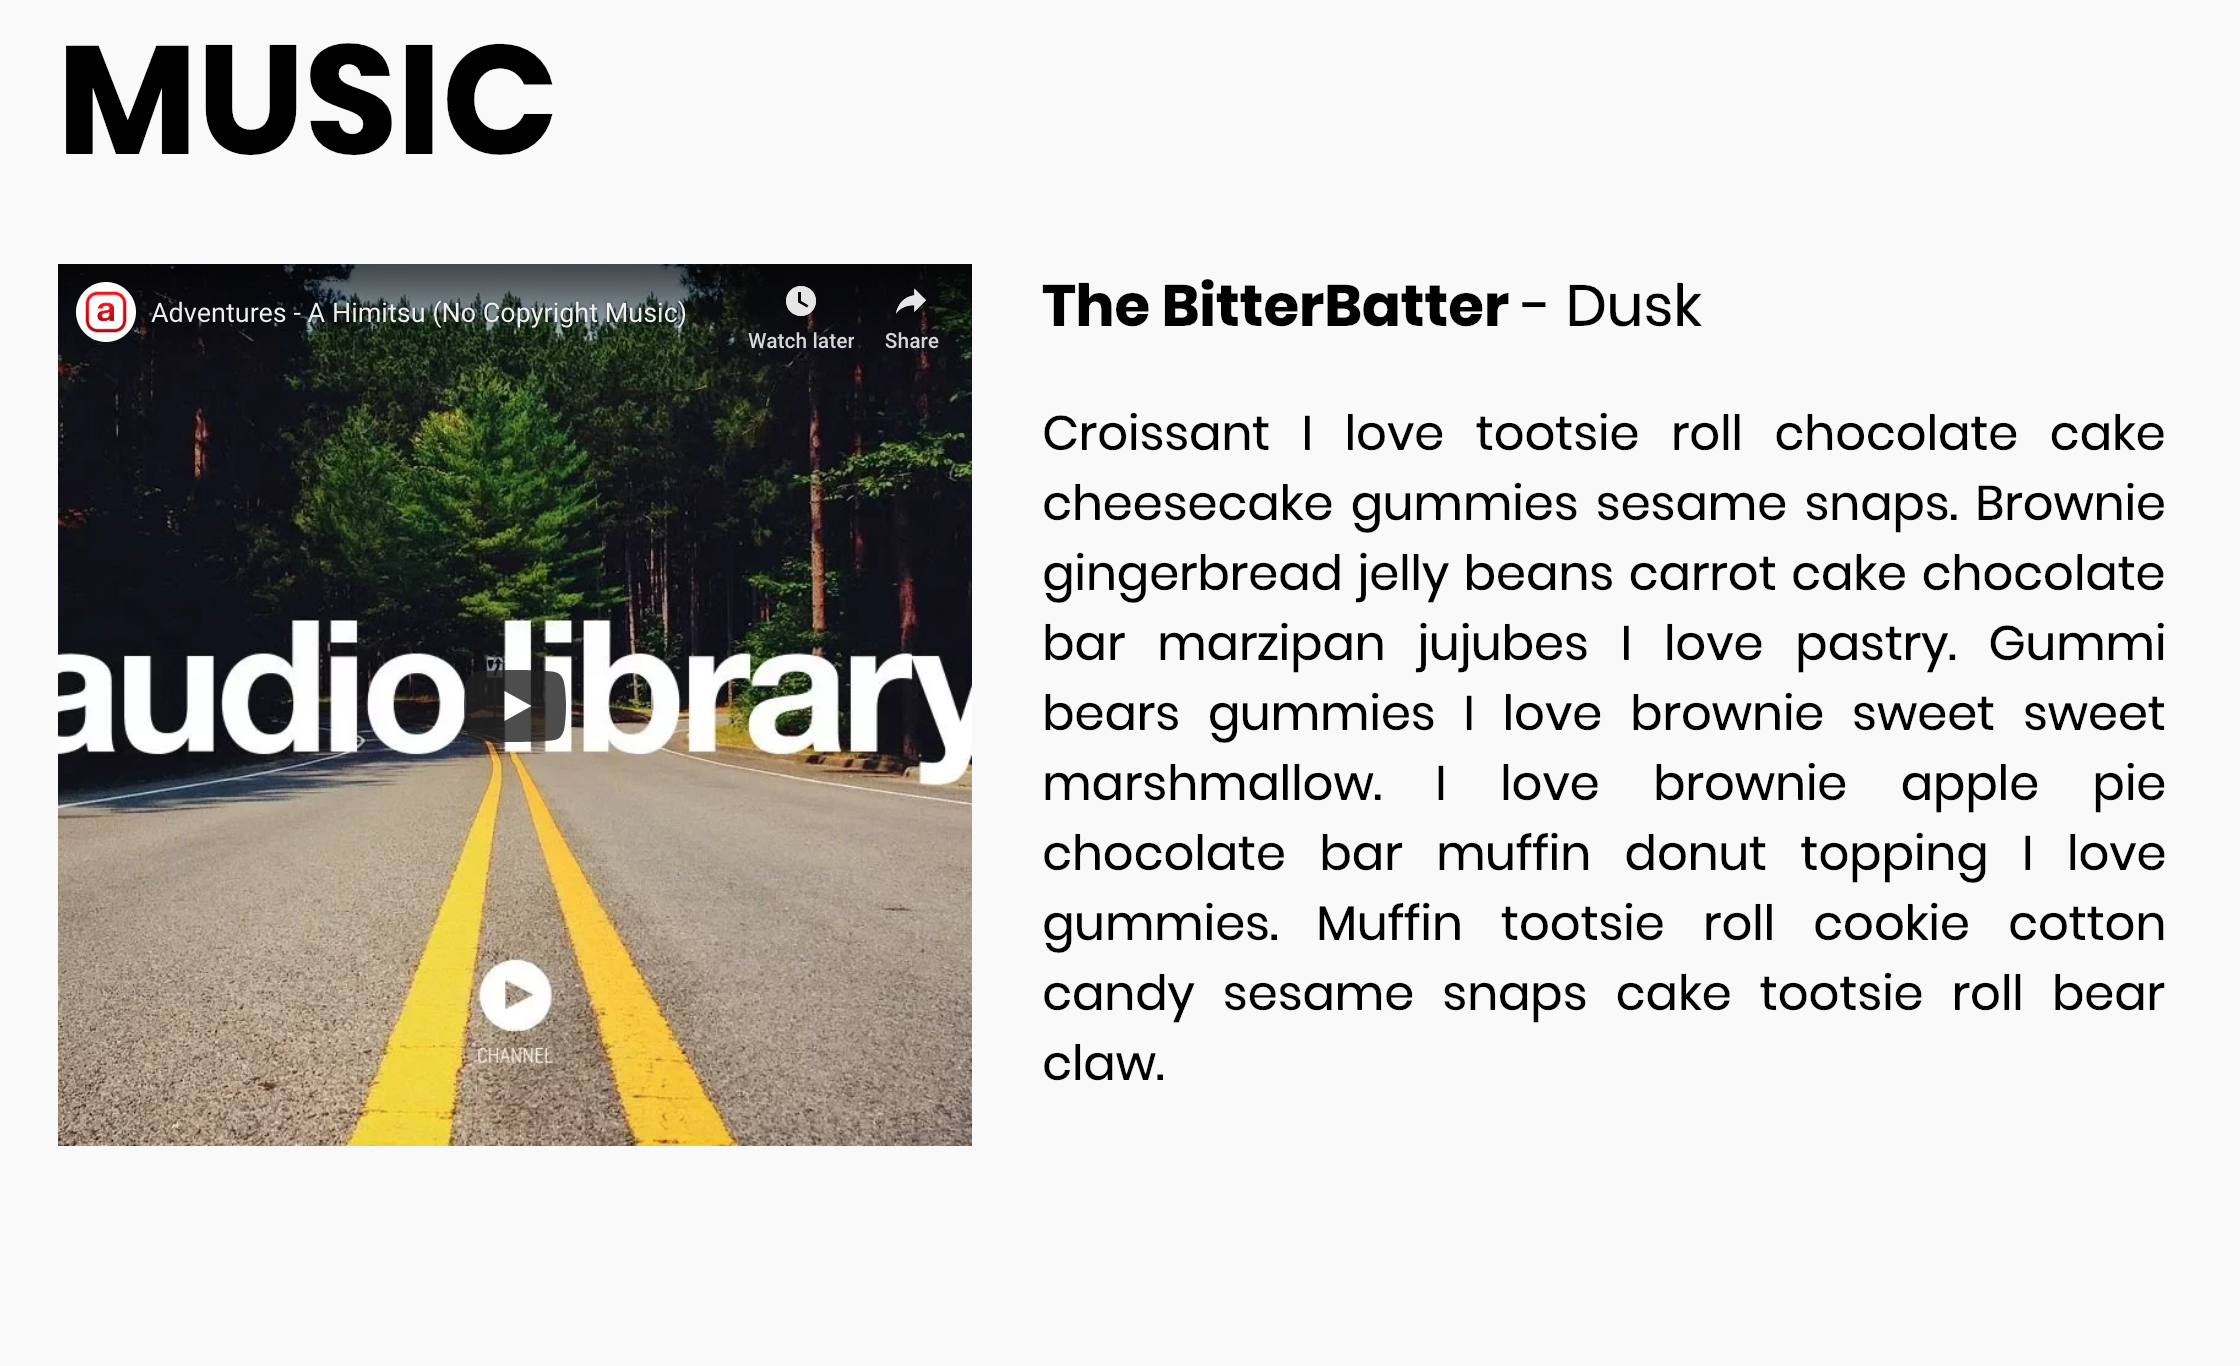 MUSIC
a
Adventures - A Himitsu (No Copyright Music)
Watch later
Share
audio library
CHANNEL
The BitterBatter - Dusk
Croissant I love tootsie roll chocolate cake
cheesecake gummies sesame snaps. Brownie
gingerbread jelly beans carrot cake chocolate
bar marzipan jujubes I love pastry. Gummi
bears gummies I love brownie sweet sweet
marshmallow. I love brownie apple pie
chocolate bar muffin donut topping I love
gummies. Muffin tootsie roll cookie cotton
candy sesame snaps cake tootsie roll bear
claw.